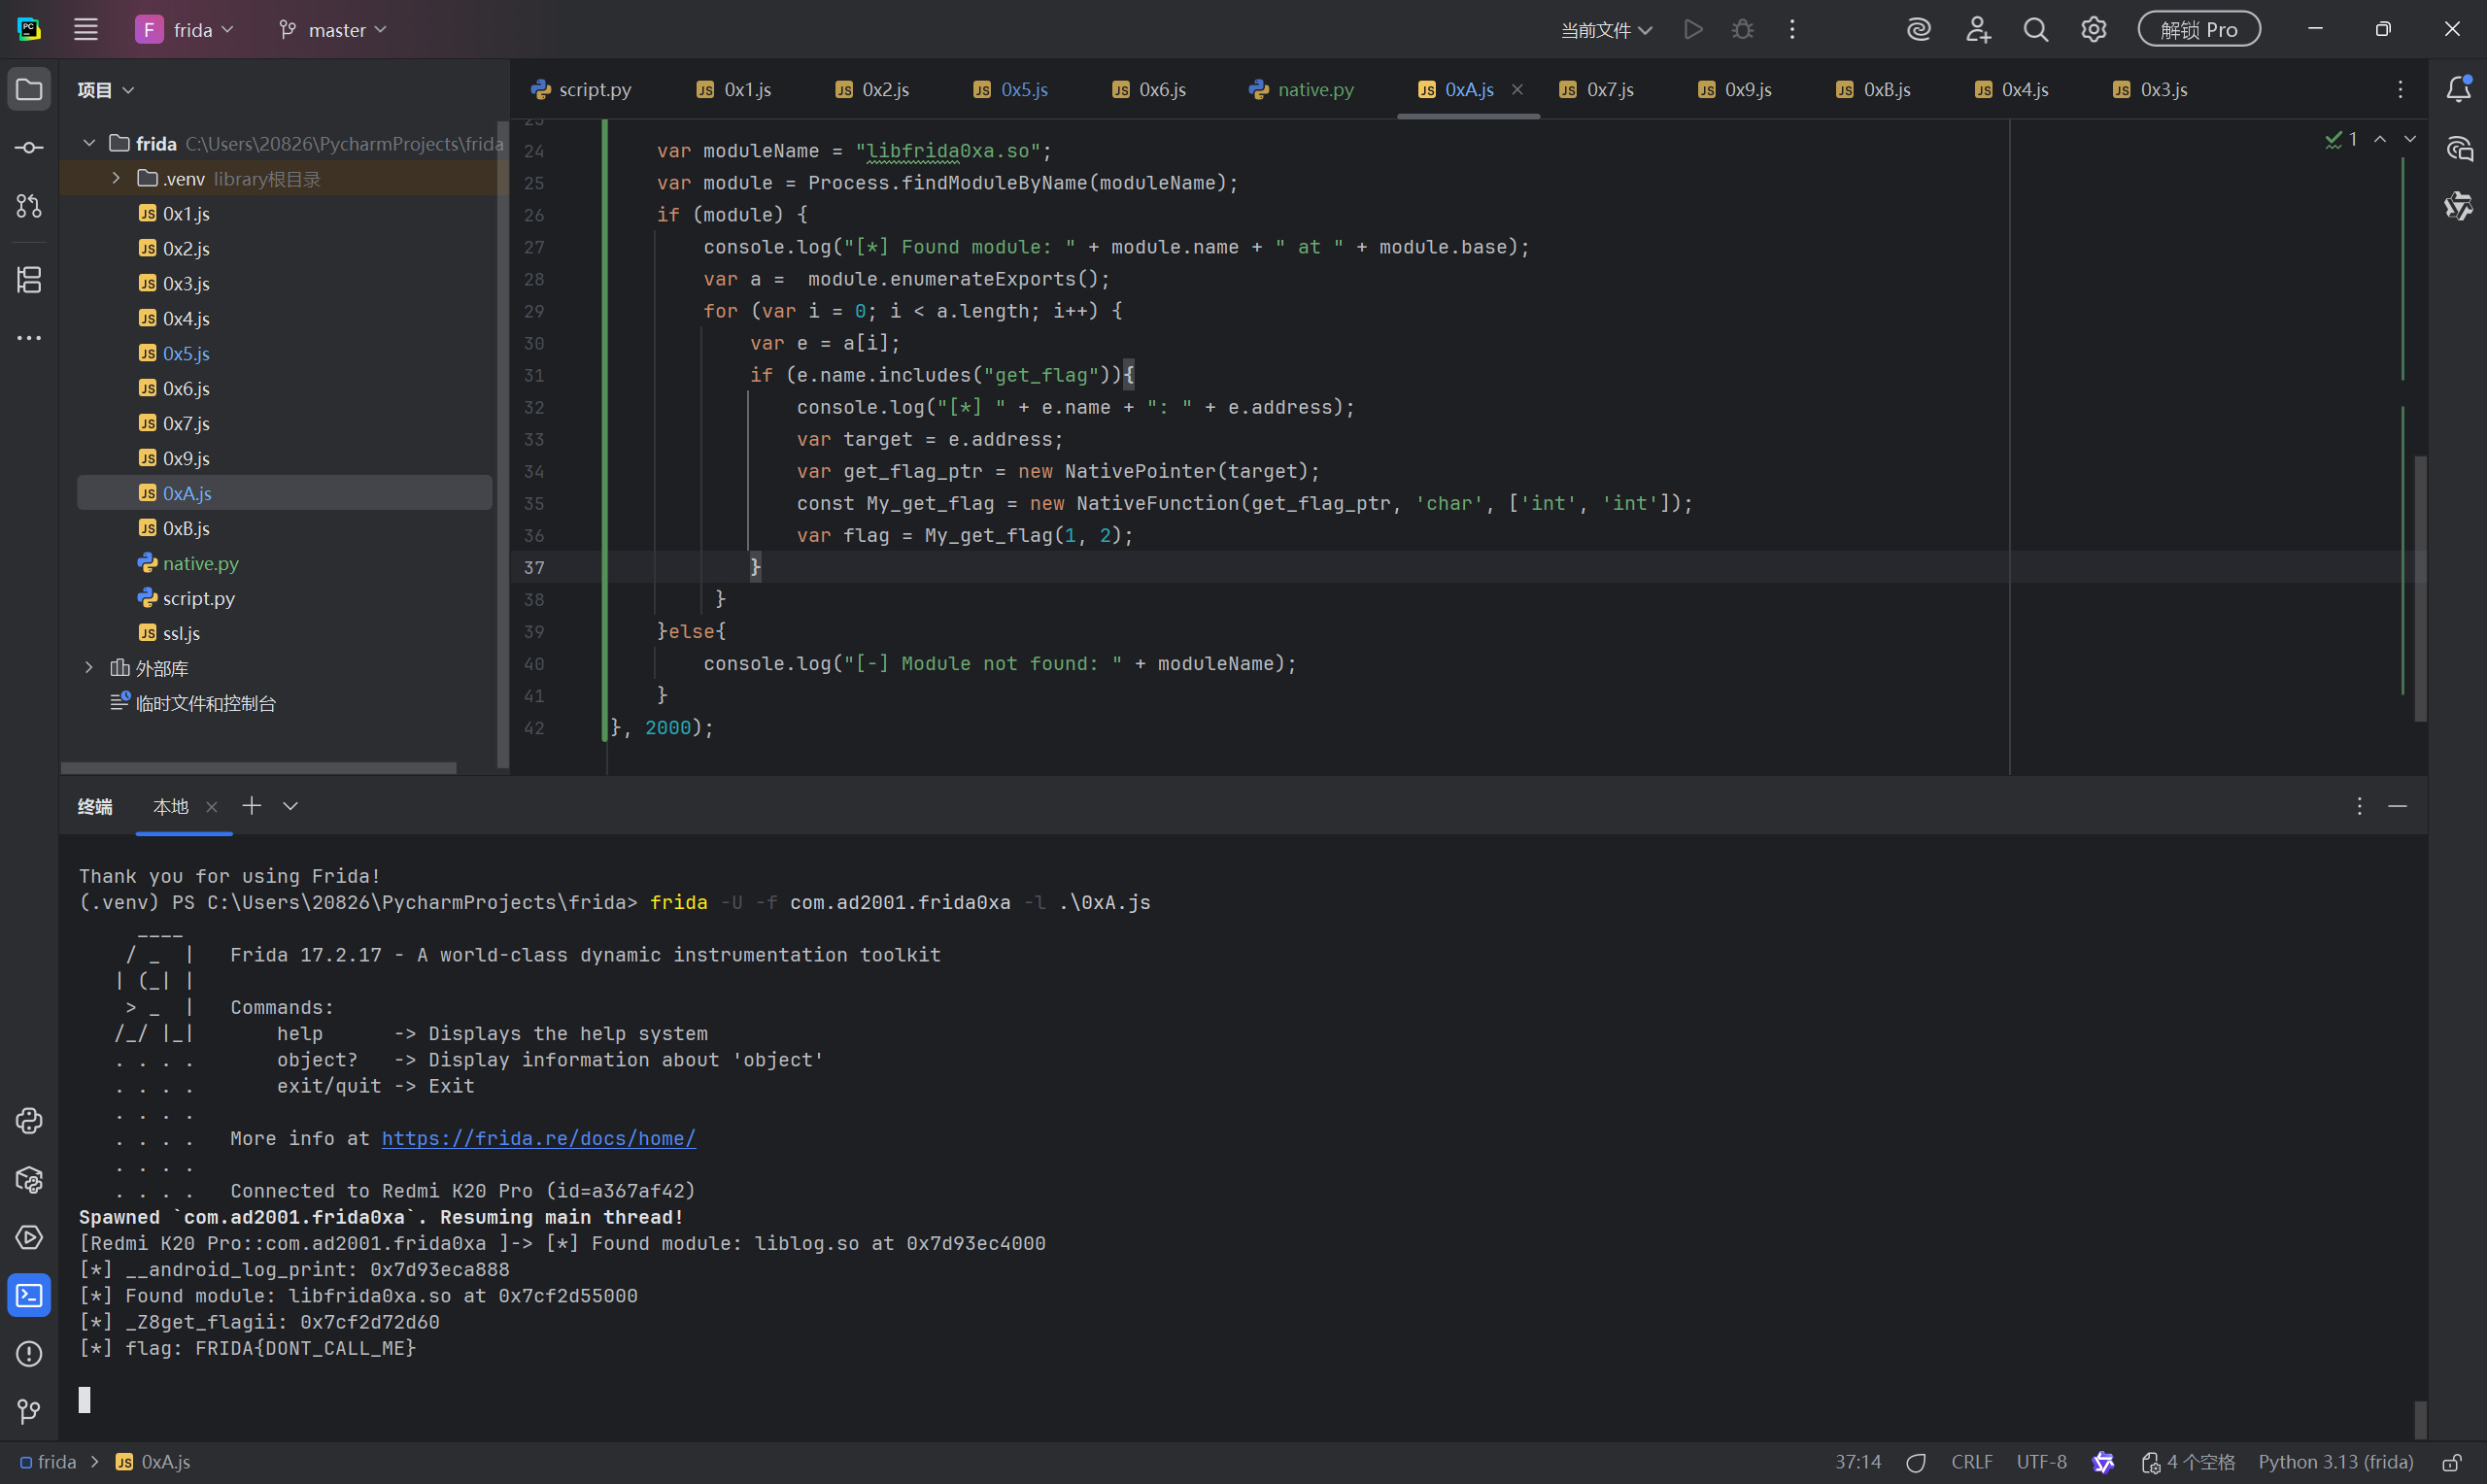 PC
F frida master 当前文件 解锁 Pro
项目
script.py 0x1.js 0x2.js 0x5.js 0x6.js native.py 0xA.js 0x7.js 0x9.js 0xB.js 0x4.js 0x3.js
frida C:\Users\20826\PycharmProjects\frida
.venv library根目录
0x1.js
0x2.js
0x3.js
0x4.js
0x5.js
0x6.js
0x7.js
0x9.js
0xA.js
0xB.js
native.py
script.py
ssl.js
外部库
临时文件和控制台
1
23
24 var moduleName = "libfrida0xa.so";
25 var module = Process.findModuleByName(moduleName);
26 if (module) {
27 console.log("[*] Found module: " + module.name + " at " + module.base);
28 var a =  module.enumerateExports();
29 for (var i = 0; i < a.length; i++) {
30 var e = a[i];
31 if (e.name.includes("get_flag")){
32 console.log("[*] " + e.name + ": " + e.address);
33 var target = e.address;
34 var get_flag_ptr = new NativePointer(target);
35 const My_get_flag = new NativeFunction(get_flag_ptr, 'char', ['int', 'int']);
36 var flag = My_get_flag(1, 2);
37 }
38 }
39 }else{
40 console.log("[-] Module not found: " + moduleName);
41 }
42 }, 2000);
终端 本地
Thank you for using Frida!
(.venv) PS C:\Users\20826\PycharmProjects\frida> frida -U -f com.ad2001.frida0xa -l .\0xA.js
____
/ _  |   Frida 17.2.17 - A world-class dynamic instrumentation toolkit
| (_| |
> _  |   Commands:
/_/ |_|       help      -> Displays the help system
. . . .       object?   -> Display information about 'object'
. . . .       exit/quit -> Exit
. . . .
. . . .   More info at https://frida.re/docs/home/
. . . .
. . . .   Connected to Redmi K20 Pro (id=a367af42)
Spawned `com.ad2001.frida0xa`. Resuming main thread!
[Redmi K20 Pro::com.ad2001.frida0xa ]-> [*] Found module: liblog.so at 0x7d93ec4000
[*] __android_log_print: 0x7d93eca888
[*] Found module: libfrida0xa.so at 0x7cf2d55000
[*] _Z8get_flagii: 0x7cf2d72d60
[*] flag: FRIDA{DONT_CALL_ME}
frida > 0xA.js 37:14 CRLF UTF-8 4 个空格 Python 3.13 (frida)